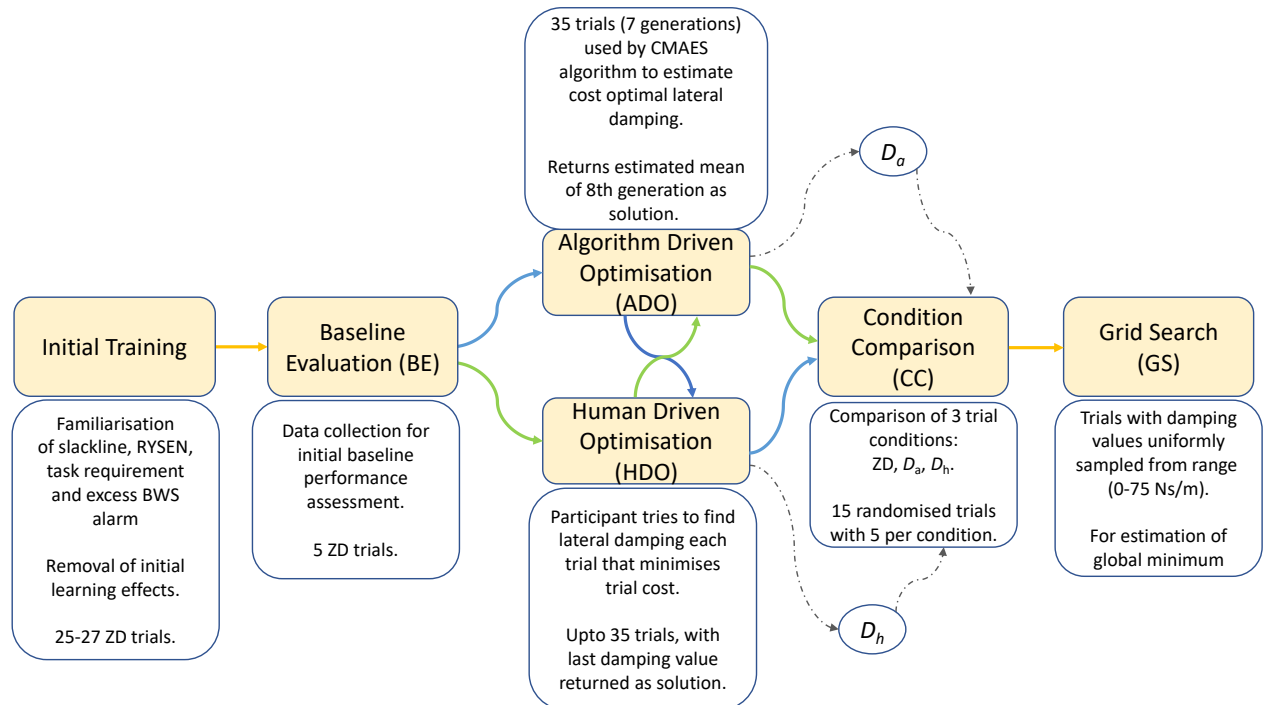 35 trials (7 generations)
used by CMAES
algorithm to estimate
cost optimal lateral
damping.
Returns estimated mean
of 8th generation as
solution.
Algorithm Driven
Optimisation
(ADO)
D_a
Initial Training
Familiarisation
of slackline, RYSEN,
task requirement
and excess BWS
alarm
Removal of initial
learning effects.
25-27 ZD trials.
Baseline
Evaluation (BE)
Data collection for
initial baseline
performance
assessment.
5 ZD trials.
Human Driven
Optimisation
(HDO)
Participant tries to find
lateral damping each
trial that minimises
trial cost.
Upto 35 trials, with
last damping value
returned as solution.
D_h
Condition
Comparison
(CC)
Comparison of 3 trial
conditions:
ZD, D_a, D_h.
15 randomised trials
with 5 per condition.
Grid Search
(GS)
Trials with damping
values uniformly
sampled from range
(0-75 Ns/m).
For estimation of
global minimum